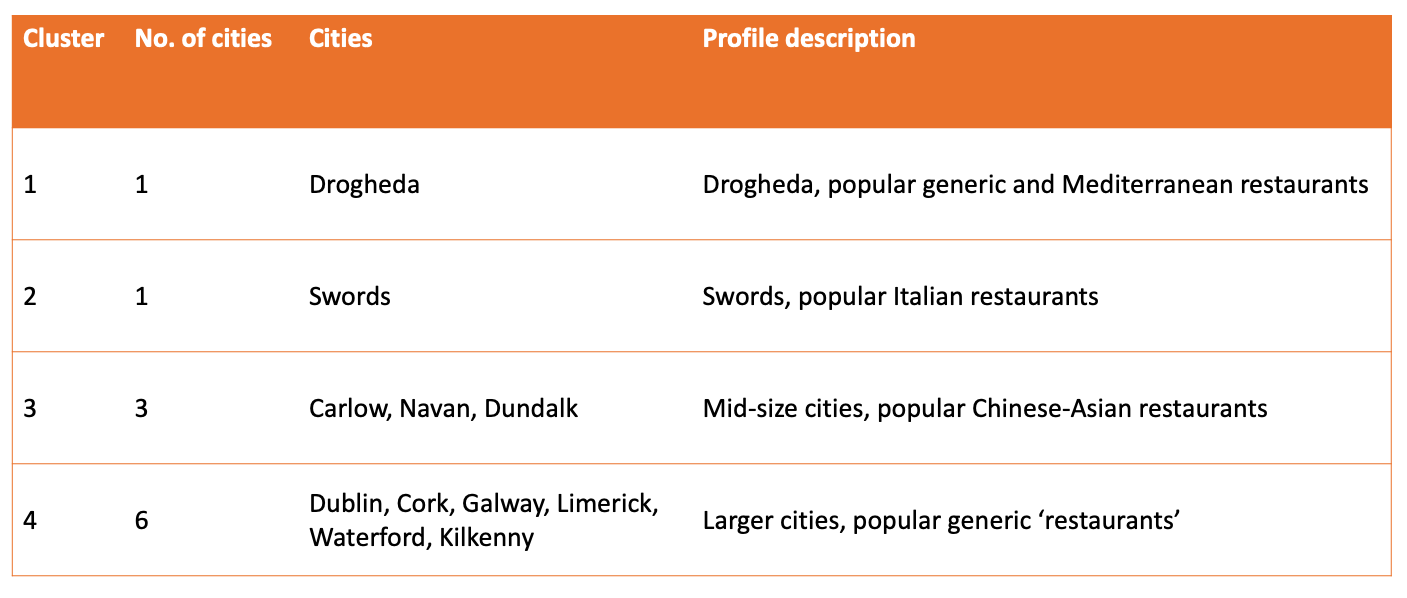 Cluster No. of cities Cities Profile description
1 1 Drogheda Drogheda, popular generic and Mediterranean restaurants
2 1 Swords Swords, popular Italian restaurants
3 3 Carlow, Navan, Dundalk Mid-size cities, popular Chinese-Asian restaurants
4 6 Dublin, Cork, Galway, Limerick,
Waterford, Kilkenny Larger cities, popular generic ‘restaurants’